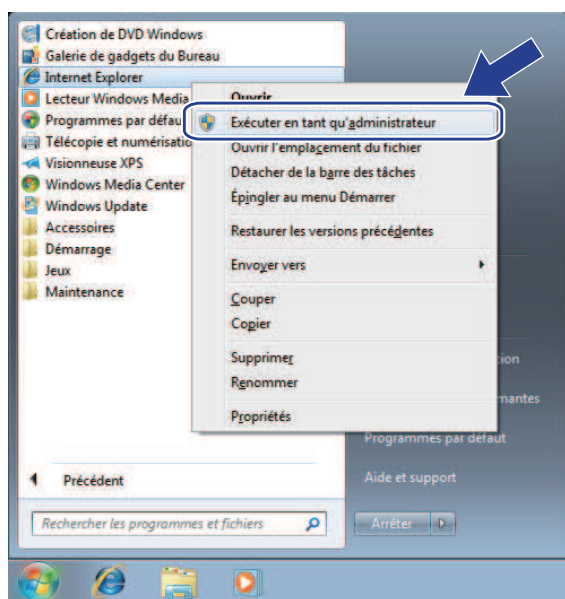 Création de DVD Windows
Galerie de gadgets du Bureau
Internet Explorer
Lecteur Windows Media
Programmes par défau
Télécopie et numérisatio
Visionneuse XPS
Windows Media Center
Windows Update
Accessoires
Démarrage
Jeux
Maintenance
Précédent
Rechercher les programmes et fichiers
Ouvrir
Exécuter en tant qu'administrateur
Ouvrir l'emplacement du fichier
Détacher de la barre des tâches
Épingler au menu Démarrer
Restaurer les versions précédentes
Envoyer vers
Couper
Copier
Supprimer
Renommer
Propriétés
ion
mantes
Programmes par défaut
Aide et support
Arrêter